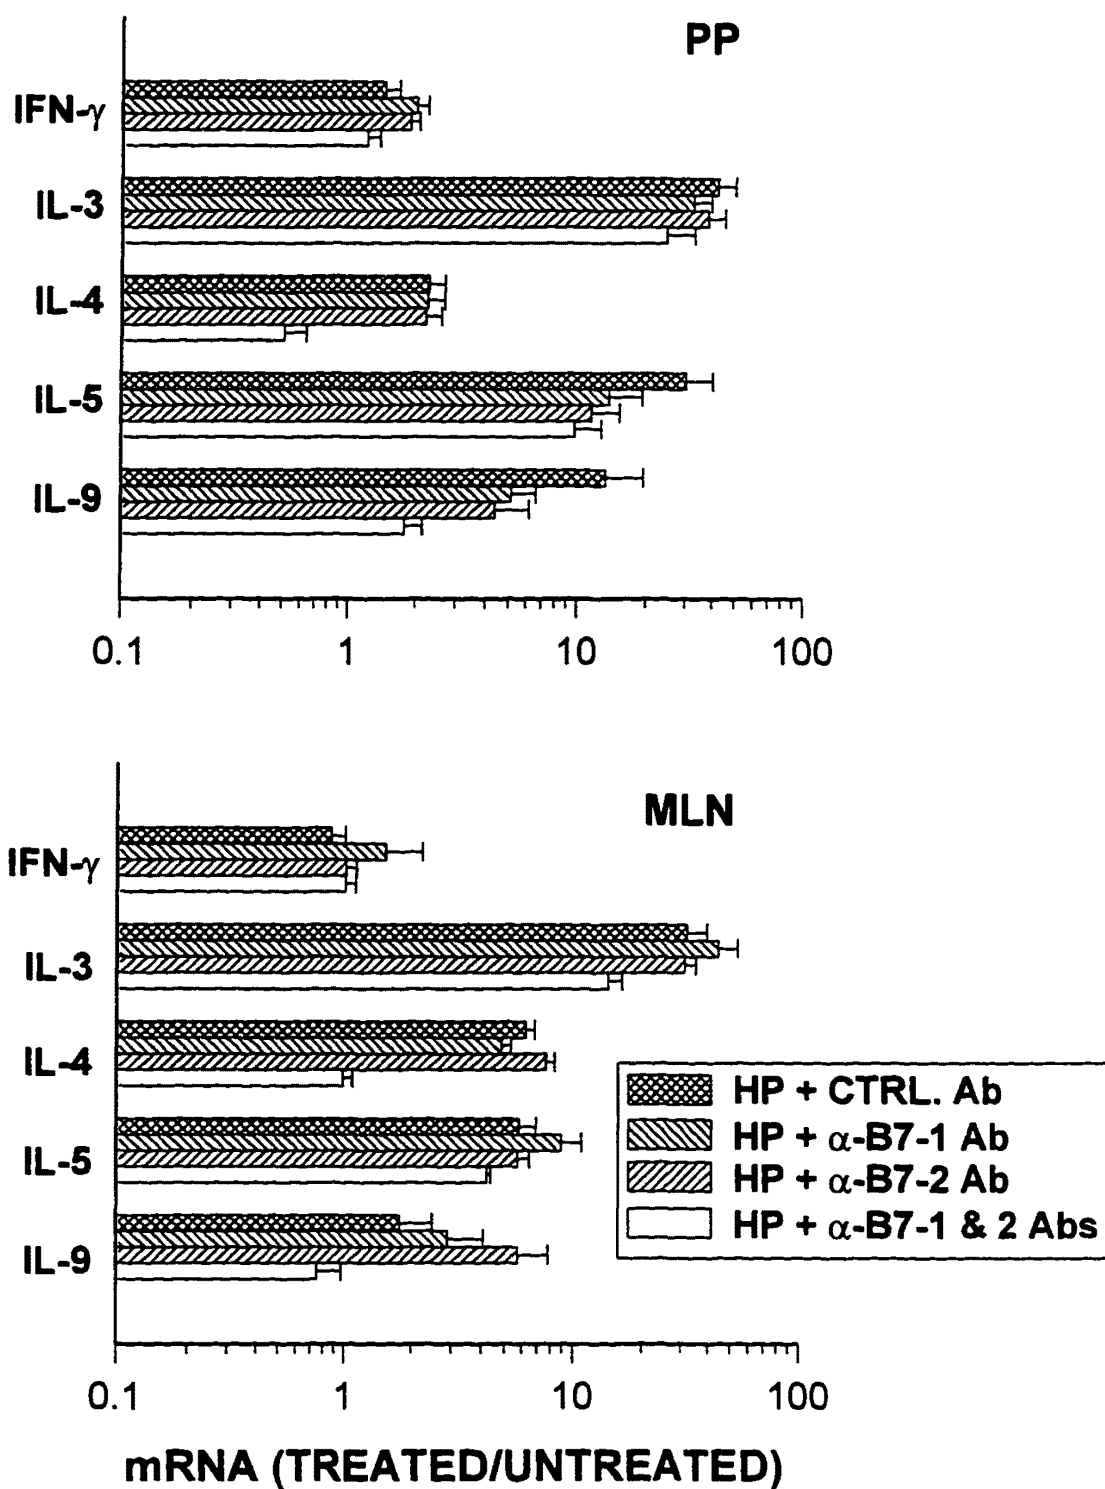 PP
IFN-γ
IL-3
IL-4
IL-5
IL-9
0.1 1 10 100
MLN
IFN-γ
IL-3
IL-4
IL-5
IL-9
HP + CTRL. Ab
HP + α-B7-1 Ab
HP + α-B7-2 Ab
HP + α-B7-1 & 2 Abs
0.1 1 10 100
mRNA (TREATED/UNTREATED)